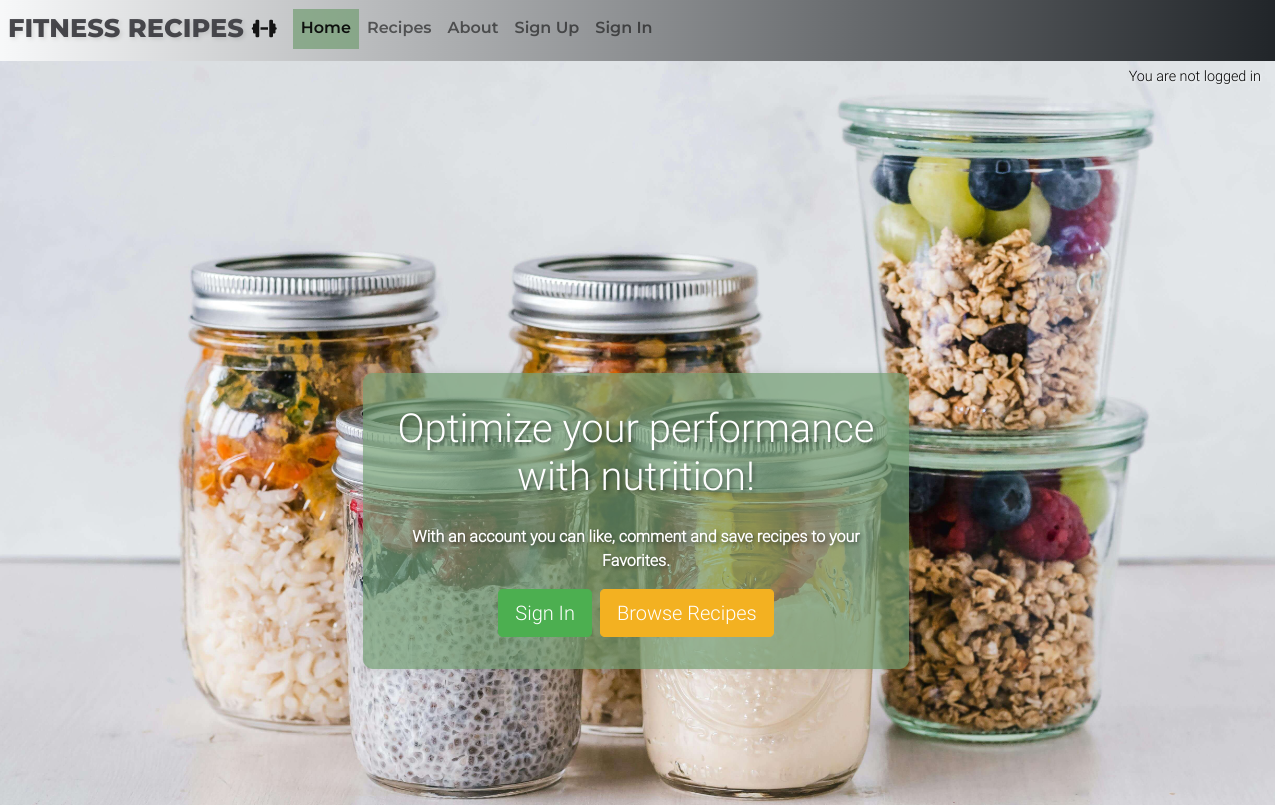 FITNESS RECIPES
Home
Recipes
About
Sign Up
Sign In
You are not logged in
Optimize your performance
with nutrition!
With an account you can like, comment and save recipes to your
Favorites.
Sign In
Browse Recipes